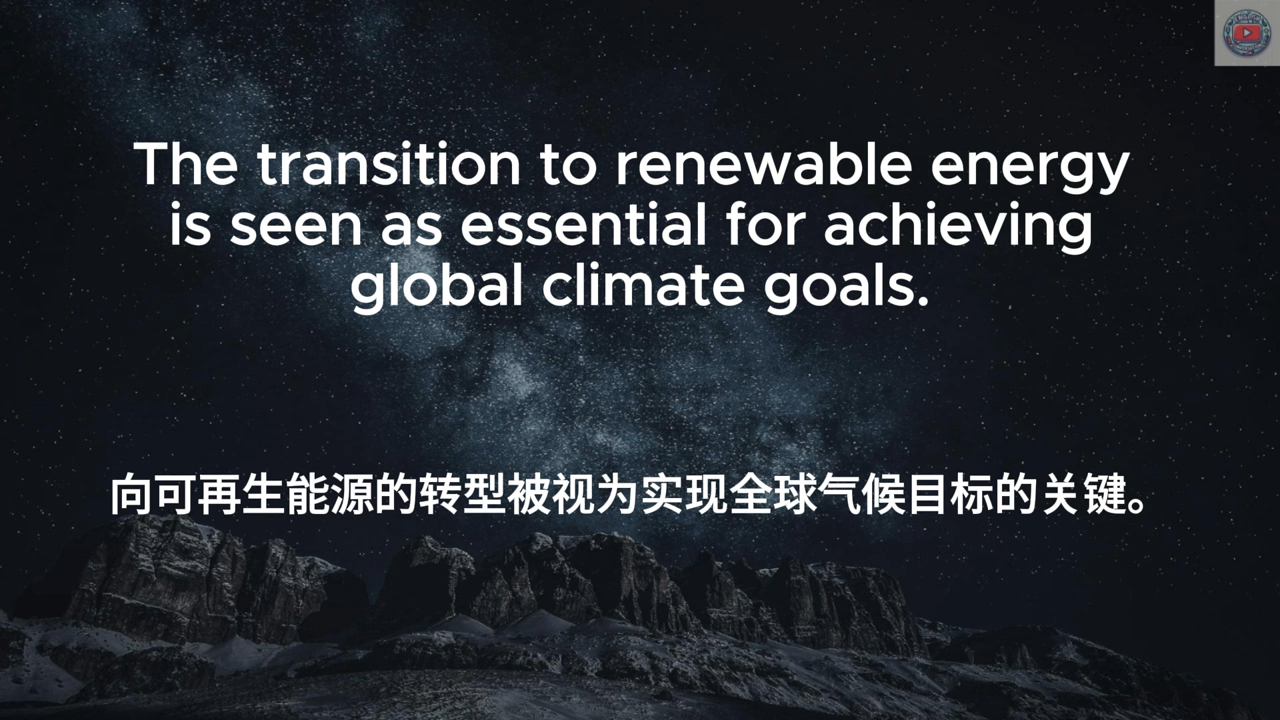 The transition to renewable energy
is seen as essential for achieving
global climate goals.
向可再生能源的转型被视为实现全球气候目标的关键。